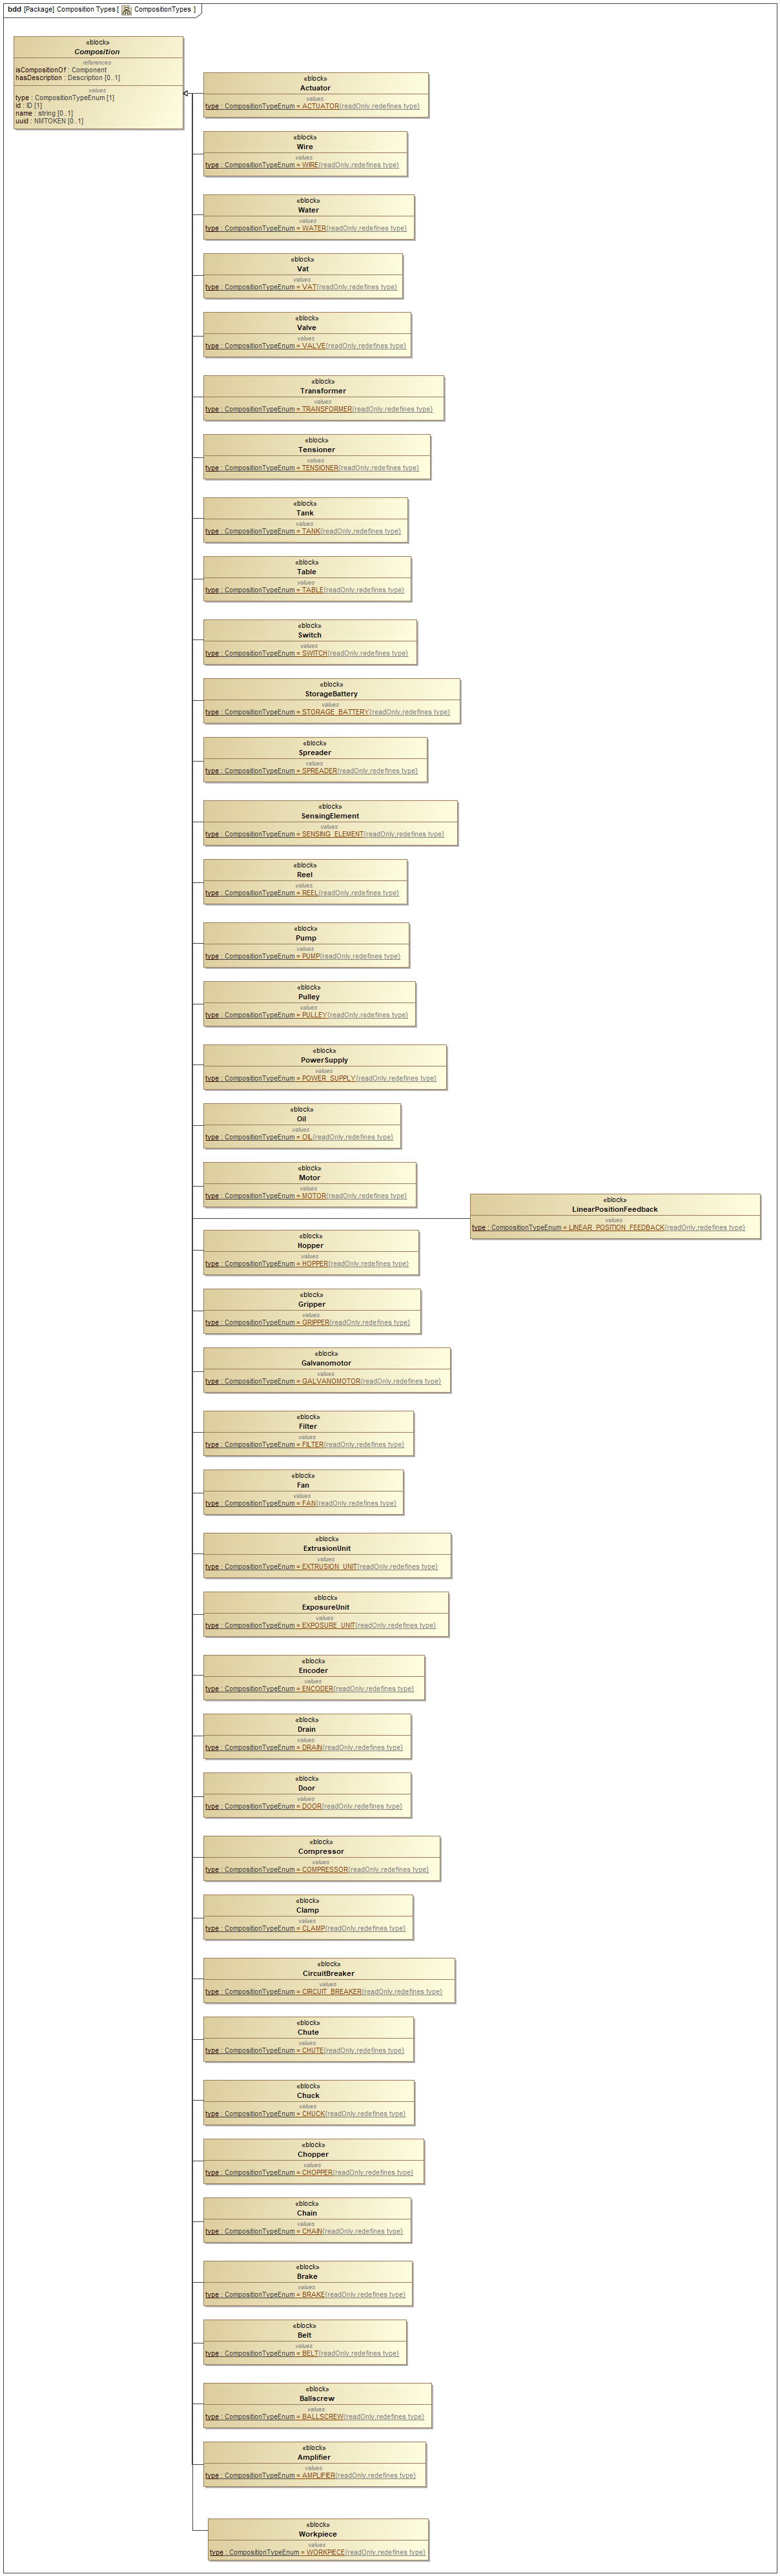 bdd [Package] Composition Types [ CompositionTypes ]
«block»
Composition
references
isCompositionOf : Component
hasDescription : Description [0..1]
values
type : CompositionTypeEnum [1]
id : ID [1]
name : string [0..1]
uuid : NMTOKEN [0..1]
«block»
Actuator
values
type : CompositionTypeEnum = ACTUATOR{readOnly,redefines type}
«block»
Wire
values
type : CompositionTypeEnum = WIRE{readOnly,redefines type}
«block»
Water
values
type : CompositionTypeEnum = WATER{readOnly,redefines type}
«block»
Vat
values
type : CompositionTypeEnum = VAT{readOnly,redefines type}
«block»
Valve
values
type : CompositionTypeEnum = VALVE{readOnly,redefines type}
«block»
Transformer
values
type : CompositionTypeEnum = TRANSFORMER{readOnly,redefines type}
«block»
Tensioner
values
type : CompositionTypeEnum = TENSIONER{readOnly,redefines type}
«block»
Tank
values
type : CompositionTypeEnum = TANK{readOnly,redefines type}
«block»
Table
values
type : CompositionTypeEnum = TABLE{readOnly,redefines type}
«block»
Switch
values
type : CompositionTypeEnum = SWITCH{readOnly,redefines type}
«block»
StorageBattery
values
type : CompositionTypeEnum = STORAGE_BATTERY{readOnly,redefines type}
«block»
Spreader
values
type : CompositionTypeEnum = SPREADER{readOnly,redefines type}
«block»
SensingElement
values
type : CompositionTypeEnum = SENSING_ELEMENT{readOnly,redefines type}
«block»
Reel
values
type : CompositionTypeEnum = REEL{readOnly,redefines type}
«block»
Pump
values
type : CompositionTypeEnum = PUMP{readOnly,redefines type}
«block»
Pulley
values
type : CompositionTypeEnum = PULLEY{readOnly,redefines type}
«block»
PowerSupply
values
type : CompositionTypeEnum = POWER_SUPPLY{readOnly,redefines type}
«block»
Oil
values
type : CompositionTypeEnum = OIL{readOnly,redefines type}
«block»
Motor
values
type : CompositionTypeEnum = MOTOR{readOnly,redefines type}
«block»
LinearPositionFeedback
values
type : CompositionTypeEnum = LINEAR_POSITION_FEEDBACK{readOnly,redefines type}
«block»
Hopper
values
type : CompositionTypeEnum = HOPPER{readOnly,redefines type}
«block»
Gripper
values
type : CompositionTypeEnum = GRIPPER{readOnly,redefines type}
«block»
Galvanomotor
values
type : CompositionTypeEnum = GALVANOMOTOR{readOnly,redefines type}
«block»
Filter
values
type : CompositionTypeEnum = FILTER{readOnly,redefines type}
«block»
Fan
values
type : CompositionTypeEnum = FAN{readOnly,redefines type}
«block»
ExtrusionUnit
values
type : CompositionTypeEnum = EXTRUSION_UNIT{readOnly,redefines type}
«block»
ExposureUnit
values
type : CompositionTypeEnum = EXPOSURE_UNIT{readOnly,redefines type}
«block»
Encoder
values
type : CompositionTypeEnum = ENCODER{readOnly,redefines type}
«block»
Drain
values
type : CompositionTypeEnum = DRAIN{readOnly,redefines type}
«block»
Door
values
type : CompositionTypeEnum = DOOR{readOnly,redefines type}
«block»
Compressor
values
type : CompositionTypeEnum = COMPRESSOR{readOnly,redefines type}
«block»
Clamp
values
type : CompositionTypeEnum = CLAMP{readOnly,redefines type}
«block»
CircuitBreaker
values
type : CompositionTypeEnum = CIRCUIT_BREAKER{readOnly,redefines type}
«block»
Chute
values
type : CompositionTypeEnum = CHUTE{readOnly,redefines type}
«block»
Chuck
values
type : CompositionTypeEnum = CHUCK{readOnly,redefines type}
«block»
Chopper
values
type : CompositionTypeEnum = CHOPPER{readOnly,redefines type}
«block»
Chain
values
type : CompositionTypeEnum = CHAIN{readOnly,redefines type}
«block»
Brake
values
type : CompositionTypeEnum = BRAKE{readOnly,redefines type}
«block»
Belt
values
type : CompositionTypeEnum = BELT{readOnly,redefines type}
«block»
Ballscrew
values
type : CompositionTypeEnum = BALLSCREW{readOnly,redefines type}
«block»
Amplifier
values
type : CompositionTypeEnum = AMPLIFIER{readOnly,redefines type}
«block»
Workpiece
values
type : CompositionTypeEnum = WORKPIECE{readOnly,redefines type}